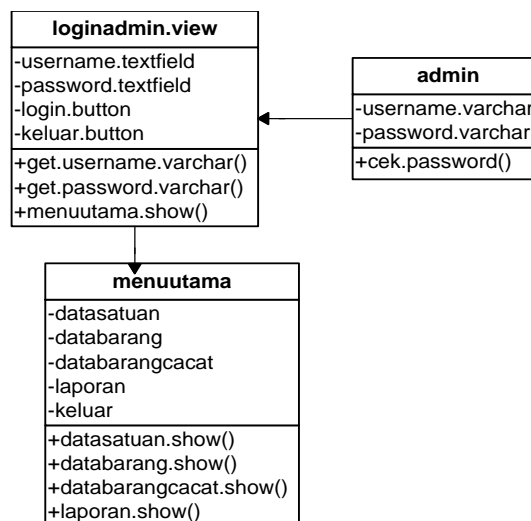 loginadmin.view
-username.textfield
-password.textfield
-login.button
-keluar.button
+get.username.varchar()
+get.password.varchar()
+menuutama.show()
admin
-username.varchar
-password.varchar
+cek.password()
menuutama
-datasatuan
-databarang
-databarangcacat
-laporan
-keluar
+datasatuan.show()
+databarang.show()
+databarangcacat.show()
+laporan.show()